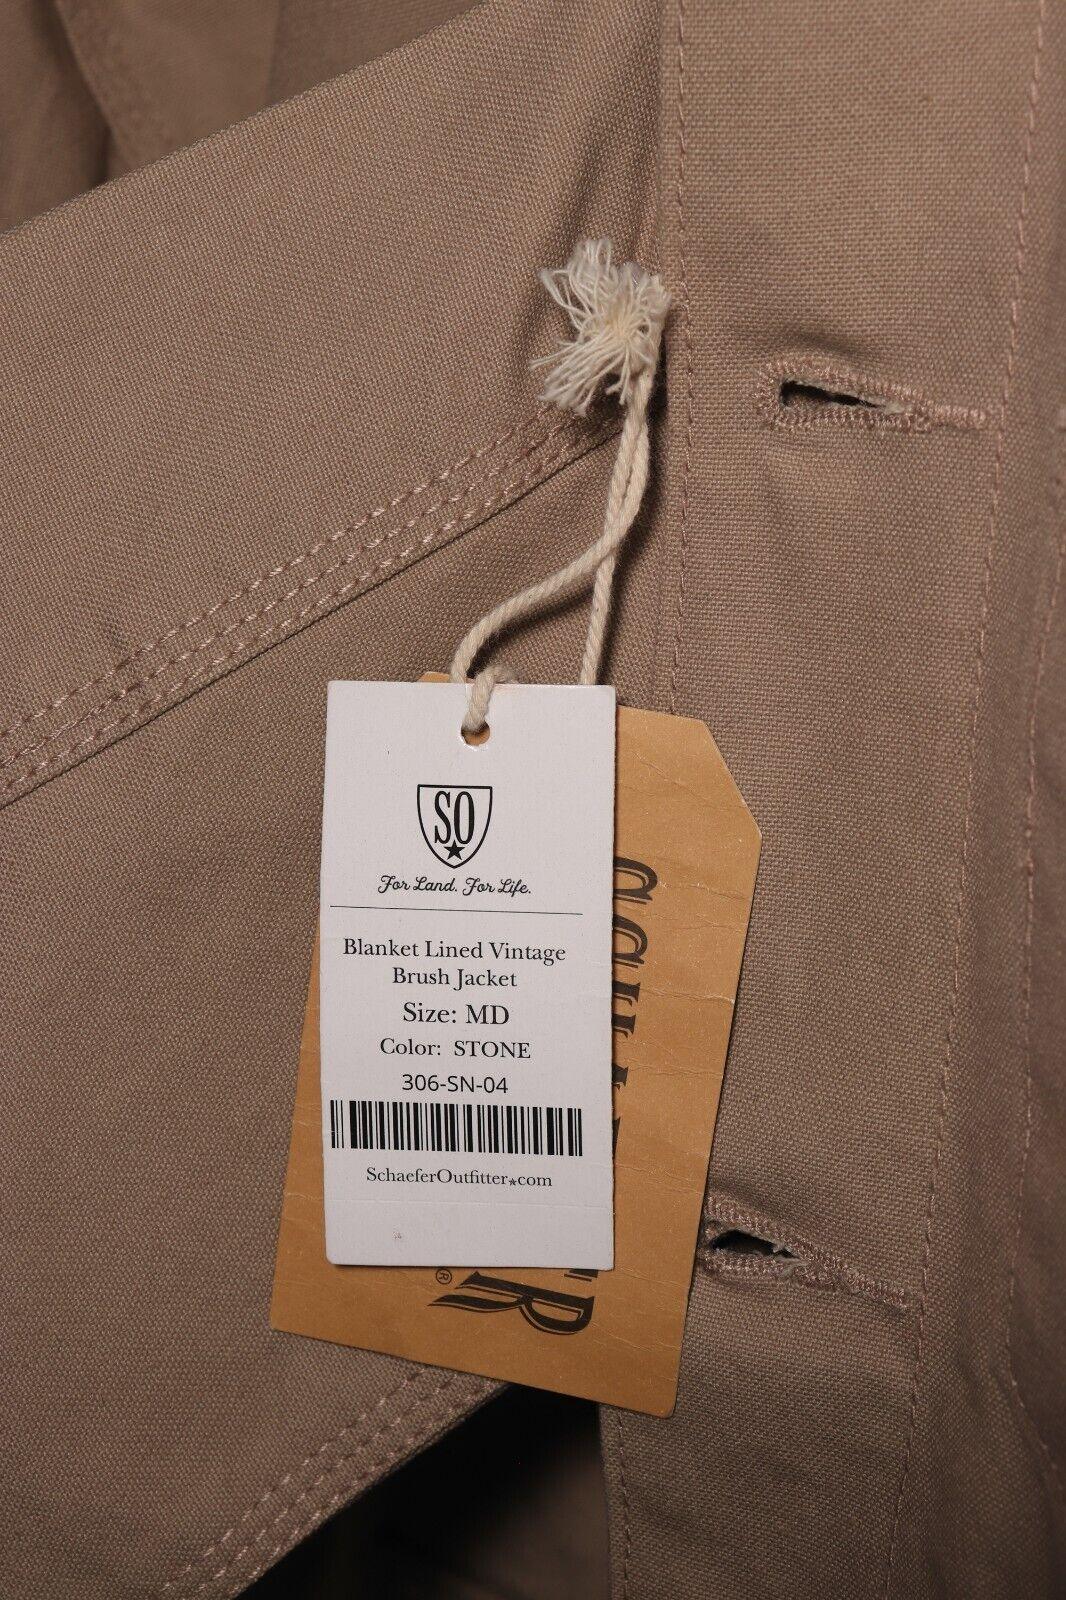 SO
For Land. For Life.
Blanket Lined Vintage
Brush Jacket
Size: MD
Color: STONE
306-SN-04
SchaeferOutfitter★com
®